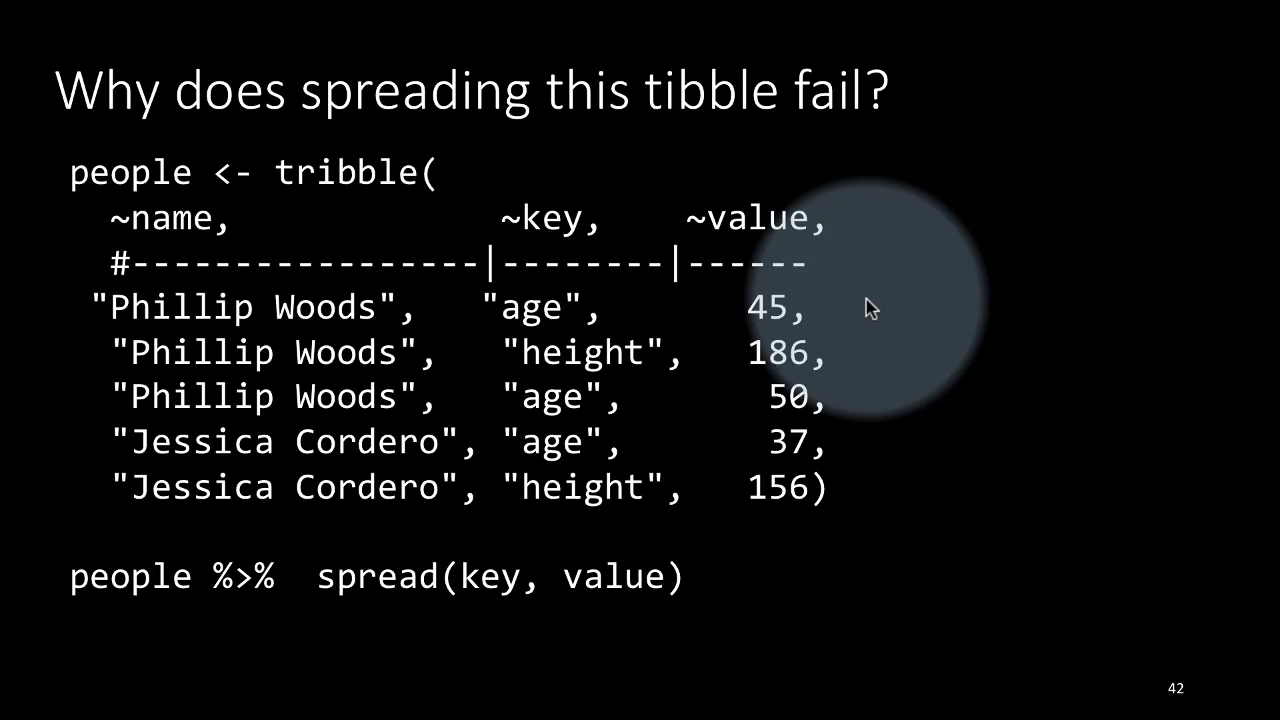 Why does spreading this tibble fail?
people <- tribble(
  ~name,             ~key,    ~value,
  #-----------------|--------|------
 "Phillip Woods",   "age",       45,
  "Phillip Woods",   "height",   186,
  "Phillip Woods",   "age",       50,
  "Jessica Cordero", "age",       37,
  "Jessica Cordero", "height",   156)
people %>%  spread(key, value)
42